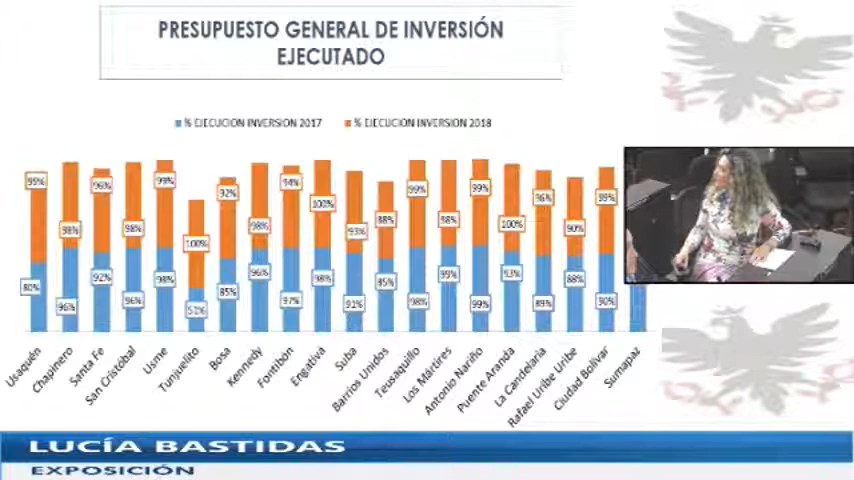 PRESUPUESTO GENERAL DE INVERSIÓN
EJECUTADO
% EJECUCION INVERSION 2017 % EJECUCION INVERSION 2018
99% 98% 96% 98% 99% 100% 92% 98% 94% 100% 93% 88% 99% 98% 99% 100% 96% 90% 99%
80% 96% 92% 96% 98% 51% 85% 96% 97% 98% 91% 85% 98% 99% 99% 93% 89% 88% 90%
Usaquén
Chapinero
Santa Fe
San Cristóbal
Usme
Tunjuelito
Bosa
Kennedy
Fontibón
Engativá
Suba
Barrios Unidos
Teusaquillo
Los Mártires
Antonio Nariño
Puente Aranda
La Candelaria
Rafael Uribe Uribe
Ciudad Bolívar
Sumapaz
LUCÍA BASTIDAS
EXPOSICIÓN